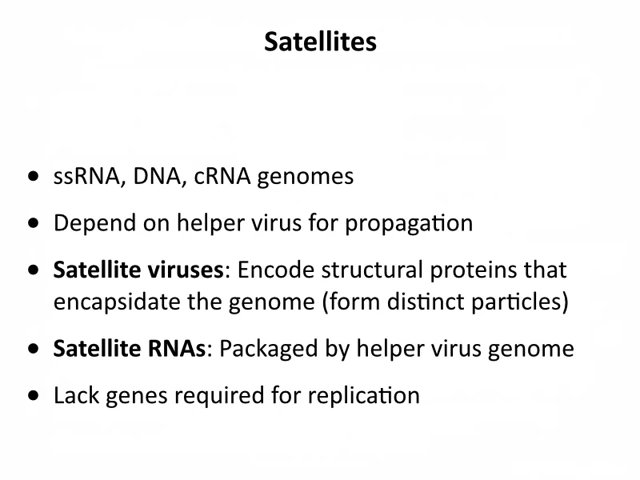 Satellites
• ssRNA, DNA, cRNA genomes
• Depend on helper virus for propagation
• Satellite viruses: Encode structural proteins that
encapsidate the genome (form distinct particles)
• Satellite RNAs: Packaged by helper virus genome
• Lack genes required for replication